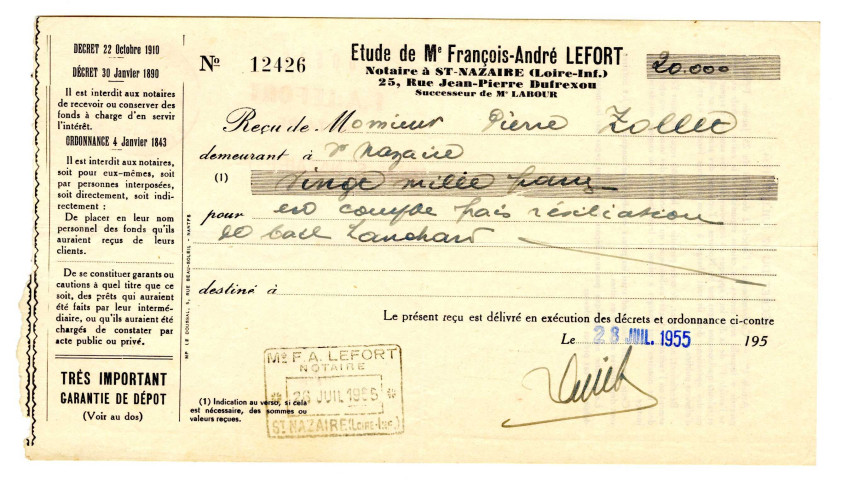 DECRET 22 Octobre 1910
DÉCRET 30 Janvier 1890
Il est interdit aux notaires
de recevoir ou conserver des
fonds à charge d'en servir
l'intérêt.
ORDONNANCE 4 Janvier 1843
Il est interdit aux notaires,
soit pour eux-mêmes, soit
par personnes interposées,
soit directement, soit indi-
rectement :
De placer en leur nom
personnel des fonds qu'ils
auraient reçus de leurs
clients.
De se constituer garants ou
cautions à quel titre que ce
soit, des prêts qui auraient
été faits par leur intermé-
diaire, ou qu'ils auraient été
chargés de constater par
acte public ou privé.
TRÈS IMPORTANT
GARANTIE DE DÉPOT
(Voir au dos)
Nº 12426
Etude de Me François-André LEFORT
Notaire à ST-NAZAIRE (Loire-Inf.)
25, Rue Jean-Pierre Dufrexou
Successeur de Me LABOUR
20.000
Reçu de Monsieur Pierre
demeurant à St Nazaire
(1) Vingt mille francs
pour compte frais résiliation
bail
destiné à
Le présent reçu est délivré en exécution des décrets et ordonnance ci-contre
Le 28 JUIL 1955 195
Me F. A. LEFORT
NOTAIRE
JUIL 1955
ST NAZAIRE (LOIRE-INF.)
(1) Indication au verso, si cela
est nécessaire, des sommes ou
valeurs reçues.